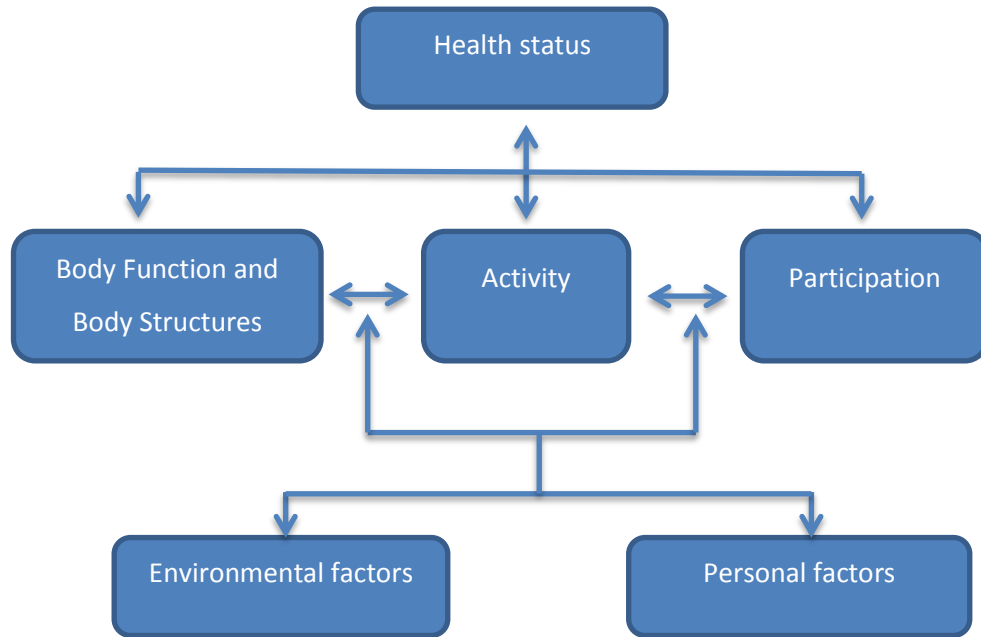 Health status
Body Function and
Body Structures
Activity
Participation
Environmental factors
Personal factors